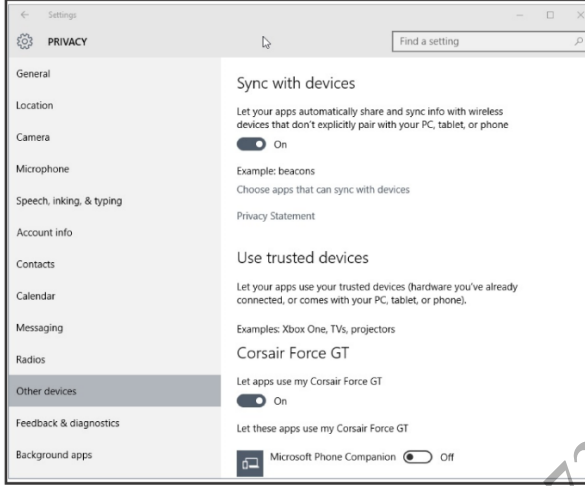 Settings
PRIVACY
Find a setting
General
Location
Camera
Microphone
Speech, inking, & typing
Account info
Contacts
Calendar
Messaging
Radios
Other devices
Feedback & diagnostics
Background apps
Sync with devices
Let your apps automatically share and sync info with wireless
devices that don't explicitly pair with your PC, tablet, or phone
On
Example: beacons
Choose apps that can sync with devices
Privacy Statement
Use trusted devices
Let your apps use your trusted devices (hardware you've already
connected, or comes with your PC, tablet, or phone).
Examples: Xbox One, TVs, projectors
Corsair Force GT
Let apps use my Corsair Force GT
On
Let these apps use my Corsair Force GT
Microsoft Phone Companion Off